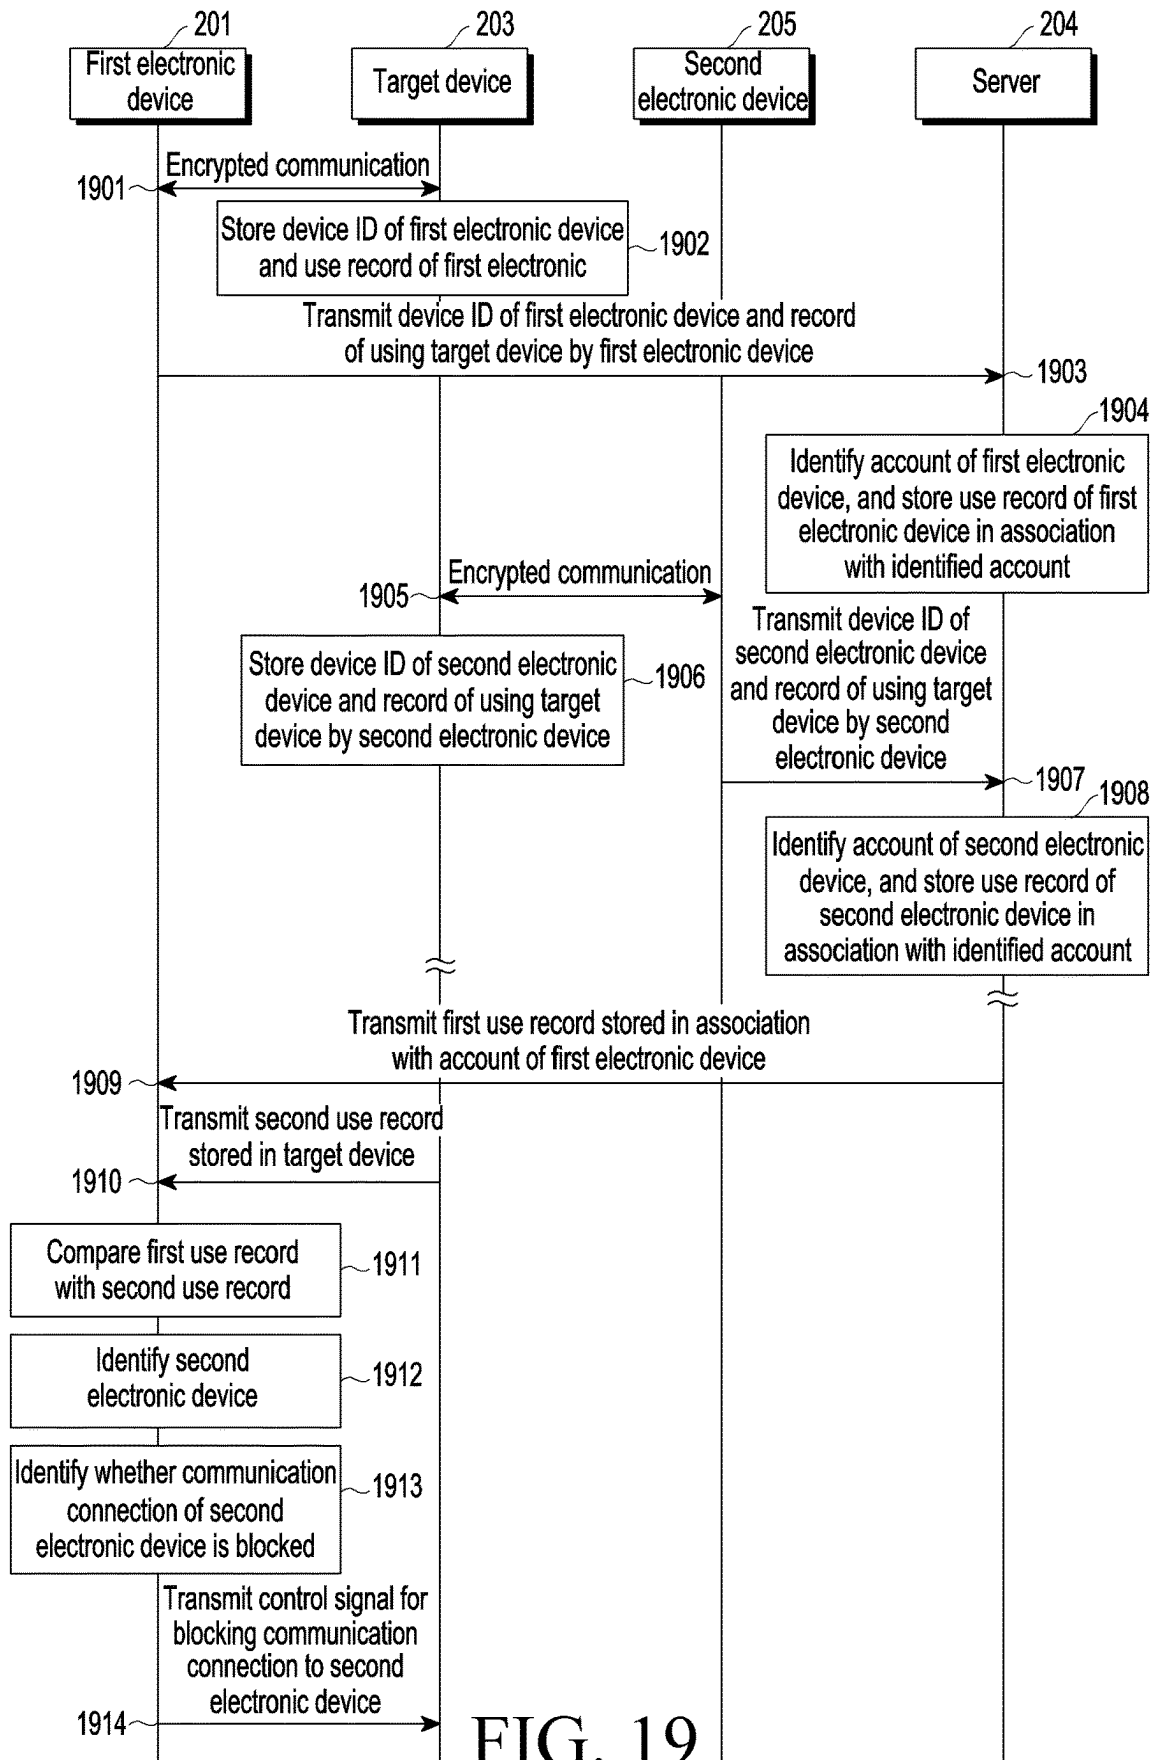 201
203
205
204
First electronic
device
Target device
Second
electronic device
Server
Encrypted communication
1901
Store device ID of first electronic device
and use record of first electronic
1902
Transmit device ID of first electronic device and record
of using target device by first electronic device
1903
1904
Identify account of first electronic
device, and store use record of first
electronic device in association
with identified account
Encrypted communication
1905
Store device ID of second electronic
device and record of using target
device by second electronic device
1906
Transmit device ID of
second electronic device
and record of using target
device by second
electronic device
1907
1908
Identify account of second electronic
device, and store use record of
second electronic device in
association with identified account
Transmit first use record stored in association
with account of first electronic device
1909
Transmit second use record
stored in target device
1910
Compare first use record
with second use record
1911
Identify second
electronic device
1912
Identify whether communication
connection of second
electronic device is blocked
1913
Transmit control signal for
blocking communication
connection to second
electronic device
1914
FIG. 19